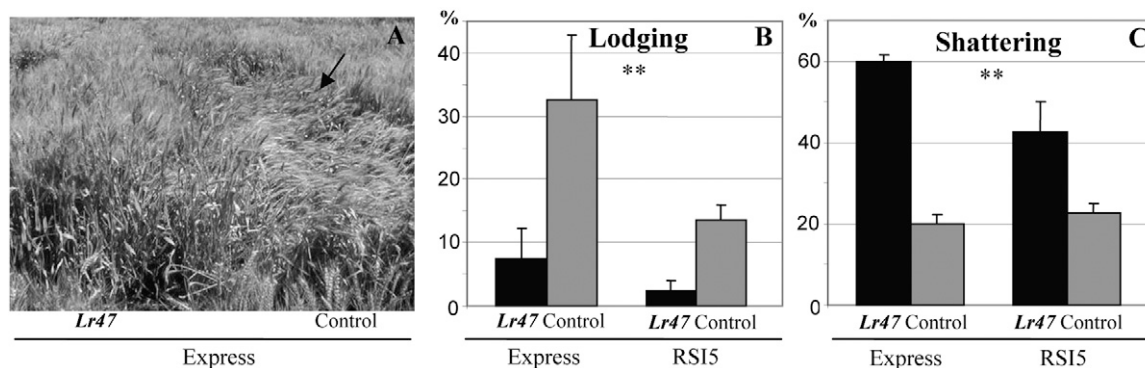 A
Lr47 Control
Express
%
Lodging B
**
40
30
20
10
0
Lr47 Control Lr47 Control
Express RSI5
%
Shattering C
**
60
40
20
0
Lr47 Control Lr47 Control
Express RSI5